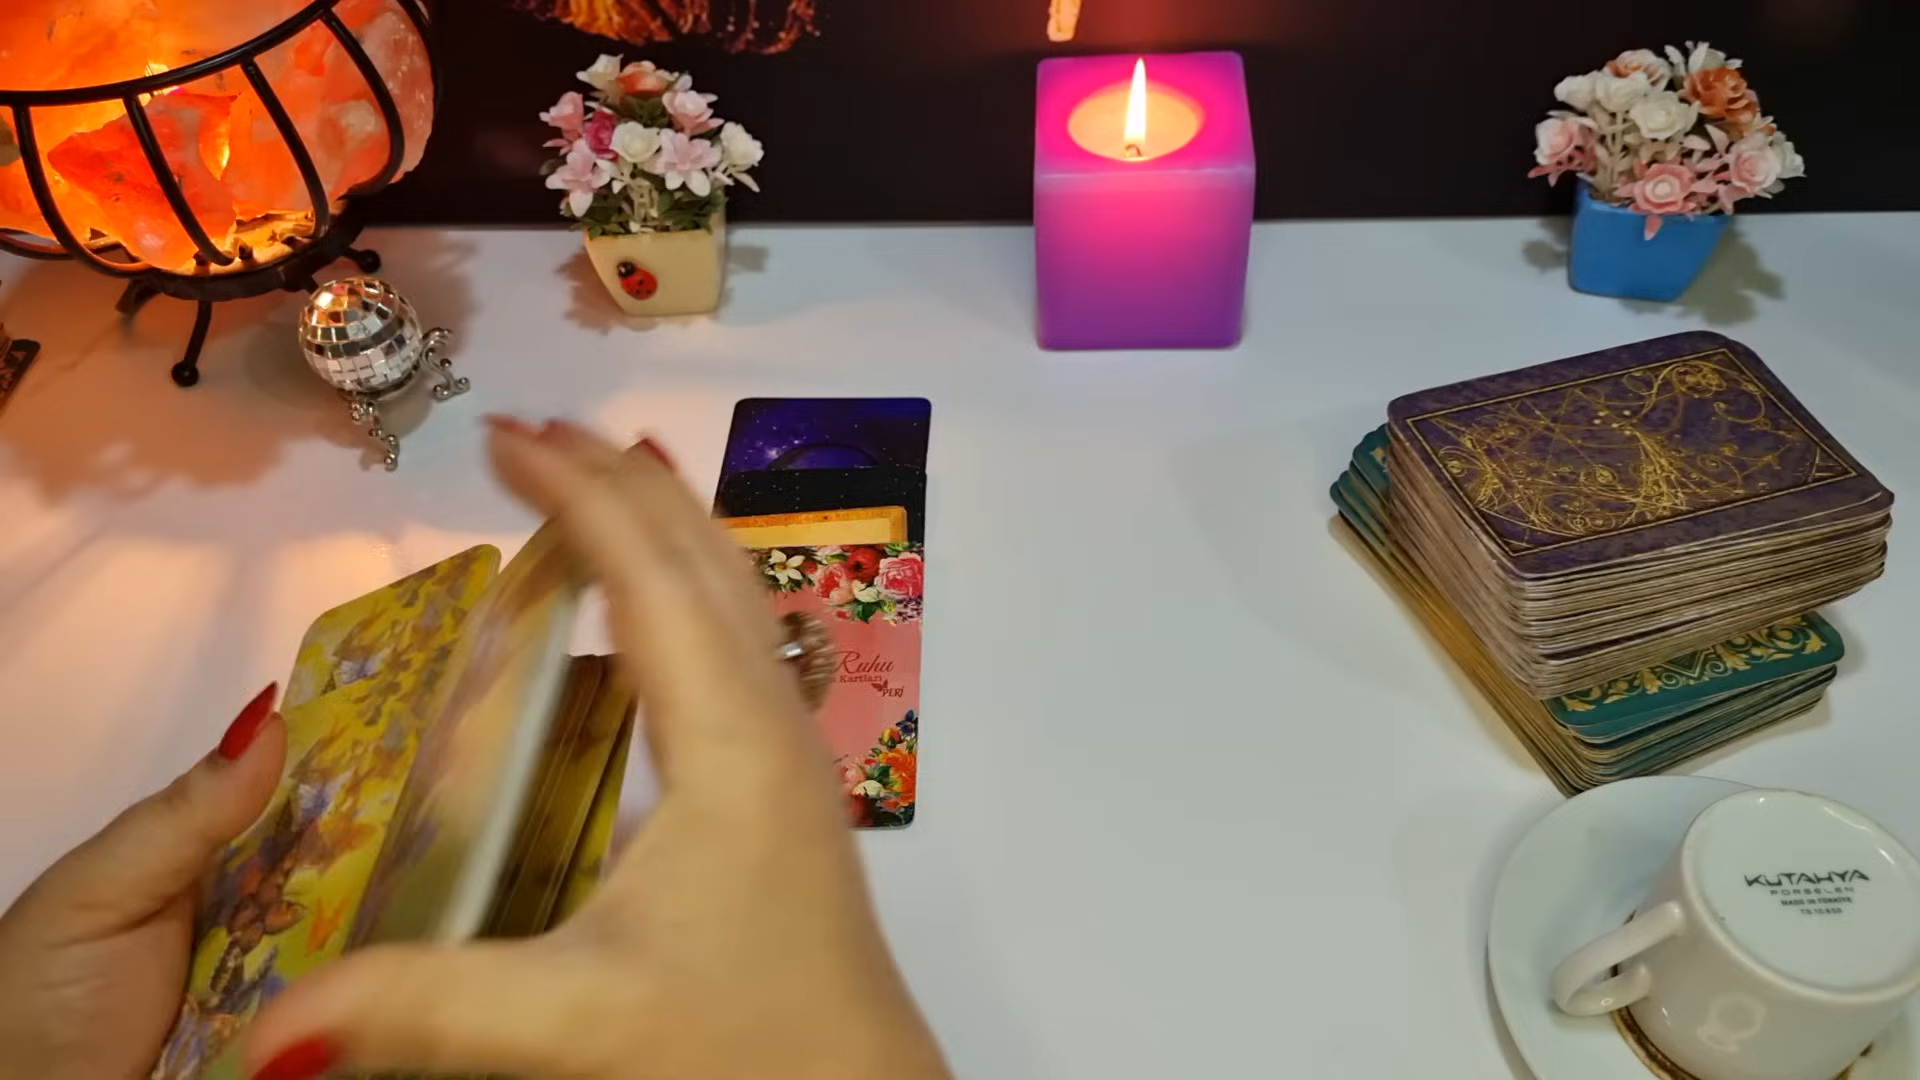 Ruhu
Kartları
PERİ
KUTAHYA
PORSELEN
MADE IN TÜRKİYE